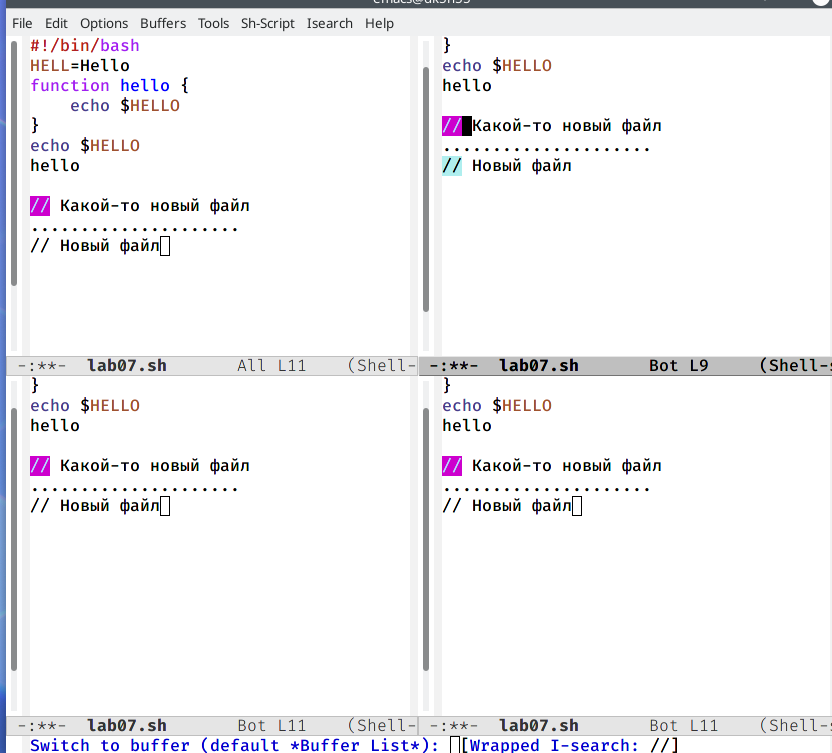 File Edit Options Buffers Tools Sh-Script Isearch Help
#!/bin/bash
HELL=Hello
function hello {
    echo $HELLO
}
echo $HELLO
hello
// Какой-то новый файл
.....................
// Новый файл
-:**-  lab07.sh       All L11    (Shell-
}
echo $HELLO
hello
// Какой-то новый файл
.....................
// Новый файл
-:**-  lab07.sh       Bot L9     (Shell-s
}
echo $HELLO
hello
// Какой-то новый файл
.....................
// Новый файл
-:**-  lab07.sh       Bot L11    (Shell-
}
echo $HELLO
hello
// Какой-то новый файл
.....................
// Новый файл
-:**-  lab07.sh       Bot L11    (Shell-s
Switch to buffer (default *Buffer List*): [Wrapped I-search: //]